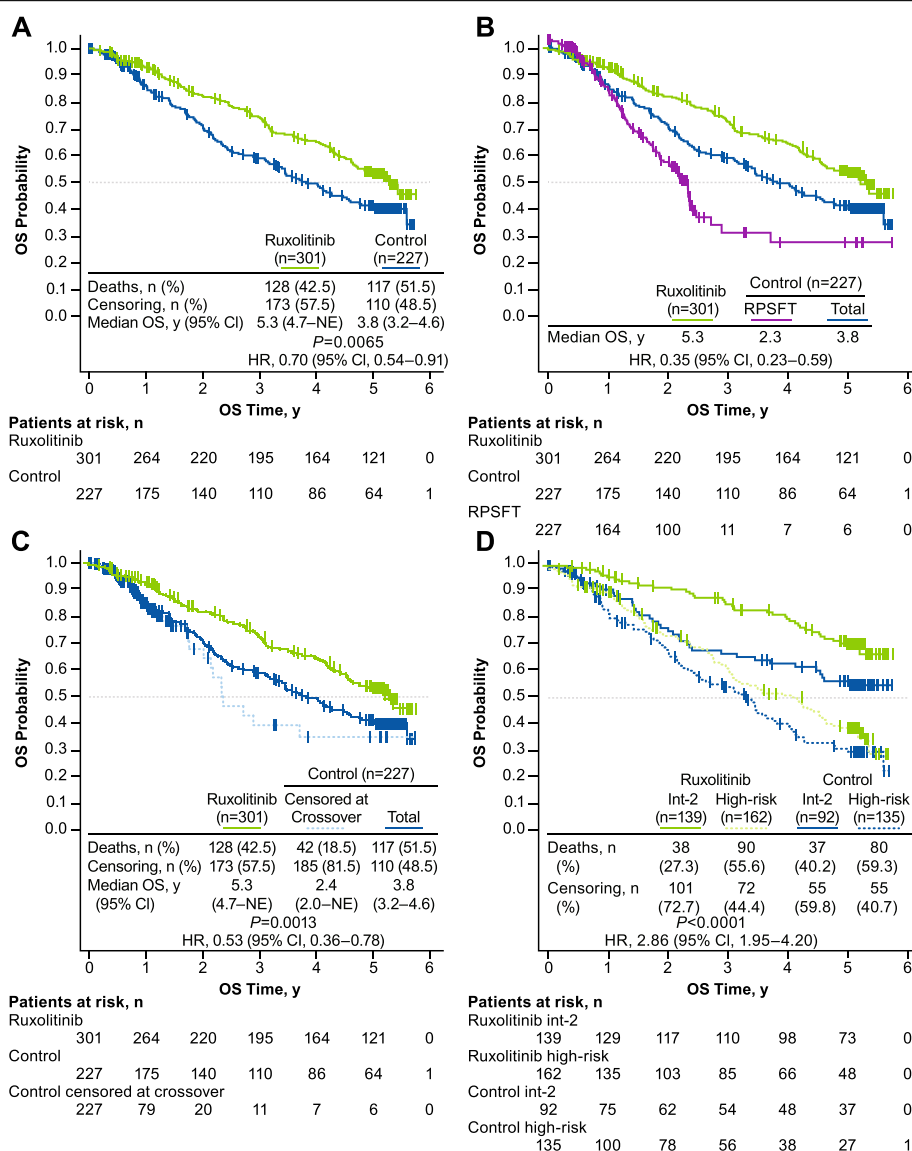 A
OS Probability
1.0
0.9
0.8
0.7
0.6
0.5
0.4
0.3
0.2
0.1
0.0
Ruxolitinib Control
(n=301) (n=227)
Deaths, n (%) 128 (42.5) 117 (51.5)
Censoring, n (%) 173 (57.5) 110 (48.5)
Median OS, y (95% CI) 5.3 (4.7–NE) 3.8 (3.2–4.6)
P=0.0065
HR, 0.70 (95% CI, 0.54–0.91)
0 1 2 3 4 5 6
OS Time, y
Patients at risk, n
Ruxolitinib
301 264 220 195 164 121 0
Control
227 175 140 110 86 64 1
B
OS Probability
1.0
0.9
0.8
0.7
0.6
0.5
0.4
0.3
0.2
0.1
0.0
Control (n=227)
Ruxolitinib
(n=301) RPSFT Total
Median OS, y 5.3 2.3 3.8
HR, 0.35 (95% CI, 0.23–0.59)
0 1 2 3 4 5 6
OS Time, y
Patients at risk, n
Ruxolitinib
301 264 220 195 164 121 0
Control
227 175 140 110 86 64 1
RPSFT
227 164 100 11 7 6 0
C
OS Probability
1.0
0.9
0.8
0.7
0.6
0.5
0.4
0.3
0.2
0.1
0.0
Control (n=227)
Ruxolitinib Censored at
(n=301) Crossover Total
Deaths, n (%) 128 (42.5) 42 (18.5) 117 (51.5)
Censoring, n (%) 173 (57.5) 185 (81.5) 110 (48.5)
Median OS, y 5.3 2.4 3.8
(95% CI) (4.7–NE) (2.0–NE) (3.2–4.6)
P=0.0013
HR, 0.53 (95% CI, 0.36–0.78)
0 1 2 3 4 5 6
OS Time, y
Patients at risk, n
Ruxolitinib
301 264 220 195 164 121 0
Control
227 175 140 110 86 64 1
Control censored at crossover
227 79 20 11 7 6 0
D
OS Probability
1.0
0.9
0.8
0.7
0.6
0.5
0.4
0.3
0.2
0.1
0.0
Ruxolitinib Control
Int-2 High-risk Int-2 High-risk
(n=139) (n=162) (n=92) (n=135)
Deaths, n 38 90 37 80
(%) (27.3) (55.6) (40.2) (59.3)
Censoring, n 101 72 55 55
(%) (72.7) (44.4) (59.8) (40.7)
P<0.0001
HR, 2.86 (95% CI, 1.95–4.20)
0 1 2 3 4 5 6
OS Time, y
Patients at risk, n
Ruxolitinib int-2
139 129 117 110 98 73 0
Ruxolitinib high-risk
162 135 103 85 66 48 0
Control int-2
92 75 62 54 48 37 0
Control high-risk
135 100 78 56 38 27 1